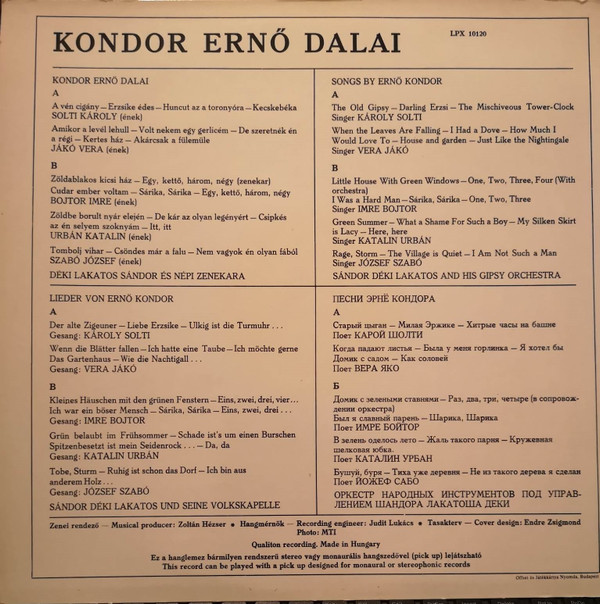 KONDOR ERNŐ DALAI
LPX 10120
KONDOR ERNŐ DALAI
A
A vén cigány — Erzsike édes — Huncut az a toronyóra — Kecskebéka
SOLTI KÁROLY (ének)
Amikor a levél lehull — Volt nekem egy gerlicém — De szeretnék én
a régi — Kertes ház — Akárcsak a fülemüle
JÁKÓ VERA (ének)
B
Zöldablakos kicsi ház — Egy, kettő, három, négy (zenekar)
Cudar ember voltam — Sárika, Sárika — Egy, kettő, három, négy
BOJTOR IMRE (ének)
Zöldbe borult nyár elején — De kár az olyan legényért — Csipkés
az én selyem szoknyám — Itt, itt
URBÁN KATALIN (ének)
Tombolj vihar — Csöndes már a falu — Nem vagyok én olyan fából
SZABÓ JÓZSEF (ének)
DÉKI LAKATOS SÁNDOR ÉS NÉPI ZENEKARA
SONGS BY ERNŐ KONDOR
A
The Old Gipsy — Darling Erzsi — The Mischiveous Tower-Clock
Singer KÁROLY SOLTI
When the Leaves Are Falling — I Had a Dove — How Much I
Would Love To — House and garden — Just Like the Nightingale
Singer VERA JÁKÓ
B
Little House With Green Windows — One, Two, Three, Four (With
orchestra)
I Was a Hard Man — Sárika, Sárika — One, Two, Three
Singer IMRE BOJTOR
Green Summer — What a Shame For Such a Boy — My Silken Skirt
is Lacy — Here, here
Singer KATALIN URBÁN
Rage, Storm — The Village is Quiet — I Am Not Such a Man
Singer JÓZSEF SZABÓ
SÁNDOR DÉKI LAKATOS AND HIS GIPSY ORCHESTRA
LIEDER VON ERNŐ KONDOR
A
Der alte Zigeuner — Liebe Erzsike — Ulkig ist die Turmuhr . . .
Gesang: KÁROLY SOLTI
Wenn die Blätter fallen — Ich hatte eine Taube — Ich möchte gerne
Das Gartenhaus — Wie die Nachtigall . . .
Gesang: VERA JÁKÓ
B
Kleines Häuschen mit den grünen Fenstern — Eins, zwei, drei, vier...
Ich war ein böser Mensch — Sárika, Sárika — Eins, zwei, drei . . .
Gesang: IMRE BOJTOR
Grün belaubt im Frühsommer — Schade ist's um einen Burschen
Spitzenbesetzt ist mein Seidenrock . . . — Da, da
Gesang: KATALIN URBÁN
Tobe, Sturm — Ruhig ist schon das Dorf — Ich bin aus
anderem Holz . . .
Gesang: JÓZSEF SZABÓ
SÁNDOR DÉKI LAKATOS UND SEINE VOLKSKAPELLE
ПЕСНИ ЭРНЁ КОНДОРА
А
Старый цыган — Милая Эржике — Хитрые часы на башне
Поет КАРОЙ ШОЛТИ
Когда падают листья — Была у меня горлинка — Я хотел бы
Домик с садом — Как соловей
Поет ВЕРА ЯКО
Б
Домик с зелеными ставнями — Раз, два, три, четыре (в сопровож-
дении оркестра)
Был я славный парень — Шарика, Шарика
Поет ИМРЕ БОЙТОР
В зелень оделось лето — Жаль такого парня — Кружевная
шелковая юбка.
Поет КАТАЛИН УРБАН
Бушуй, буря — Тиха уже деревня — Не из такого дерева я сделан
Поет ЙОЖЕФ САБО
ОРКЕСТР НАРОДНЫХ ИНСТРУМЕНТОВ ПОД УПРАВ-
ЛЕНИЕМ ШАНДОРА ЛАКАТОША ДЕКИ
Zenei rendező — Musical producer: Zoltán Hézser • Hangmérnök — Recording engineer: Judit Lukács • Tasakterv — Cover design: Endre Zsigmond
Photo: MTI
Qualiton recording. Made in Hungary
Ez a hanglemez bármilyen rendszerű stereo vagy monaurális hangszedővel (pick up) lejátszható
This record can be played with a pick up designed for monaural or stereophonic records
Offset és Játékkártya Nyomda, Budapest